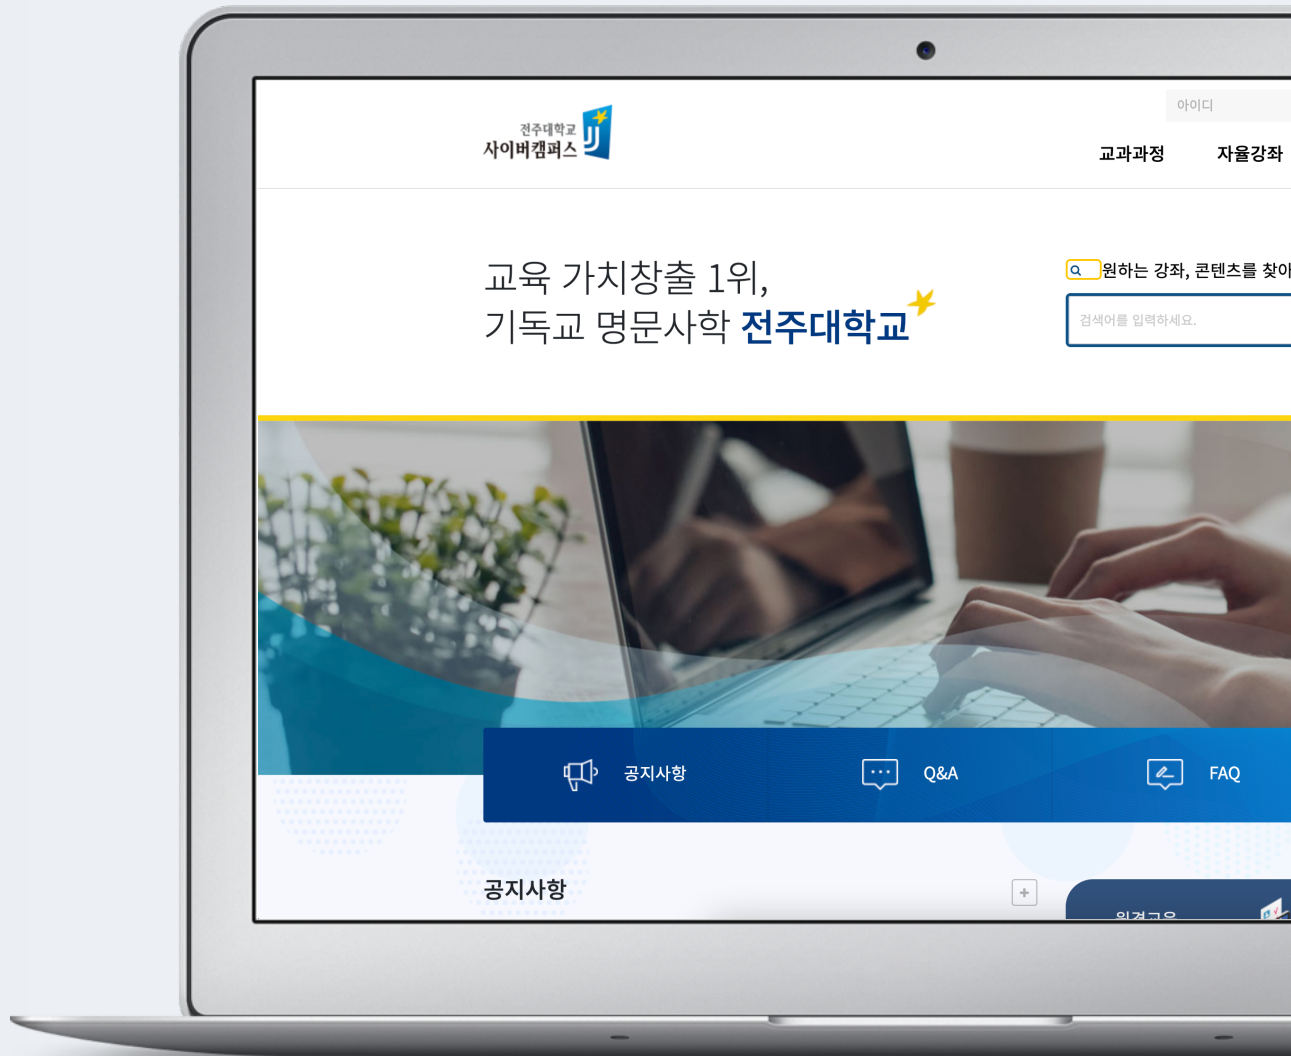 전주대학교
사이버캠퍼스
아이디
교과과정 자율강좌
교육 가치창출 1위,
기독교 명문사학 전주대학교
원하는 강좌, 콘텐츠를 찾아
검색어를 입력하세요.
공지사항 Q&A FAQ
공지사항